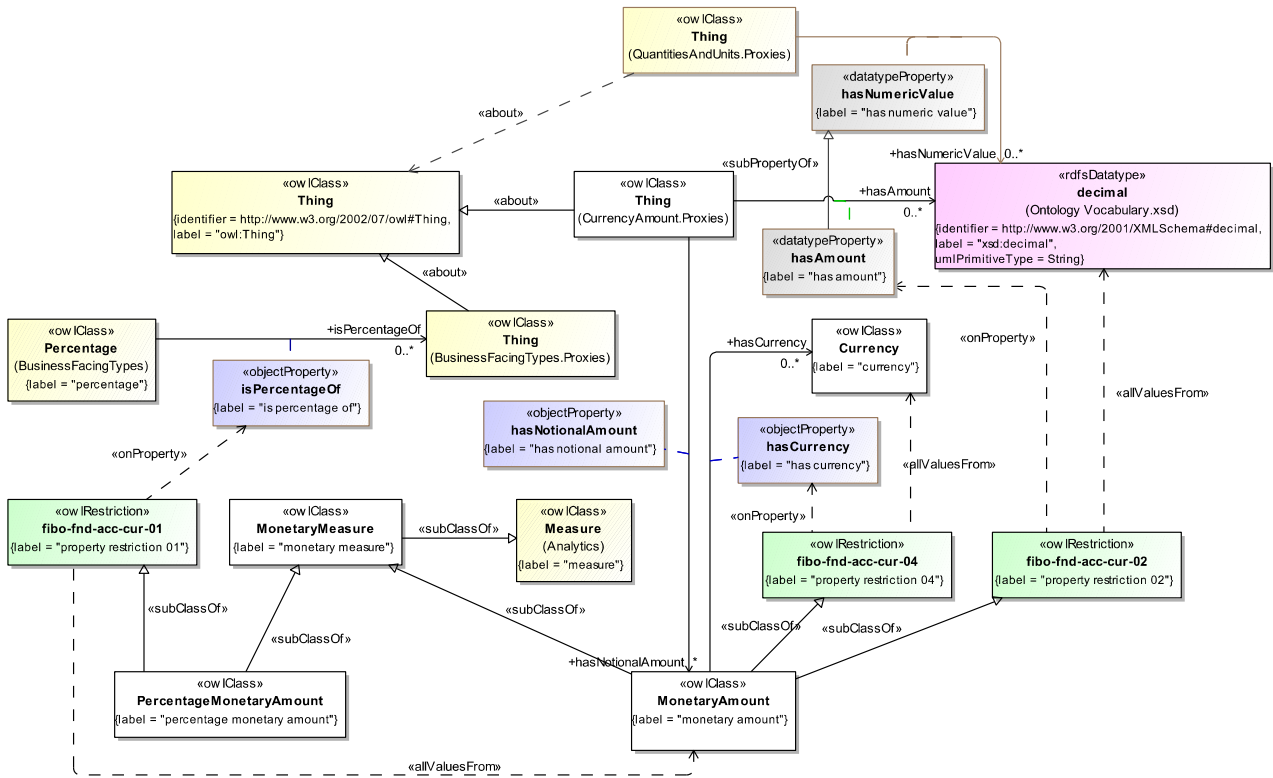 «owlClass»
Thing
(QuantitiesAndUnits.Proxies)
«datatypeProperty»
hasNumericValue
{label = "has numeric value"}
«about»
«subPropertyOf»
+hasNumericValue 0..*
«owlClass»
Thing
{identifier = http://www.w3.org/2002/07/owl#Thing,
label = "owl:Thing"}
«about»
«owlClass»
Thing
(CurrencyAmount.Proxies)
+hasAmount
0..*
«rdfsDatatype»
decimal
(Ontology Vocabulary.xsd)
{identifier = http://www.w3.org/2001/XMLSchema#decimal,
label = "xsd:decimal",
umlPrimitiveType = String}
«datatypeProperty»
hasAmount
{label = "has amount"}
«about»
«owlClass»
Percentage
(BusinessFacingTypes)
{label = "percentage"}
+isPercentageOf
0..*
«owlClass»
Thing
(BusinessFacingTypes.Proxies)
«objectProperty»
isPercentageOf
{label = "is percentage of"}
+hasCurrency
0..*
«owlClass»
Currency
{label = "currency"}
«onProperty»
«allValuesFrom»
«objectProperty»
hasNotionalAmount
{label = "has notional amount"}
«objectProperty»
hasCurrency
{label = "has currency"}
«onProperty»
«allValuesFrom»
«onProperty»
«owlRestriction»
fibo-fnd-acc-cur-01
{label = "property restriction 01"}
«owlClass»
MonetaryMeasure
{label = "monetary measure"}
«subClassOf»
«owlClass»
Measure
(Analytics)
{label = "measure"}
«owlRestriction»
fibo-fnd-acc-cur-04
{label = "property restriction 04"}
«owlRestriction»
fibo-fnd-acc-cur-02
{label = "property restriction 02"}
«subClassOf»
«subClassOf»
«subClassOf»
«subClassOf»
«subClassOf»
+hasNotionalAmount *
«owlClass»
PercentageMonetaryAmount
{label = "percentage monetary amount"}
«owlClass»
MonetaryAmount
{label = "monetary amount"}
«allValuesFrom»